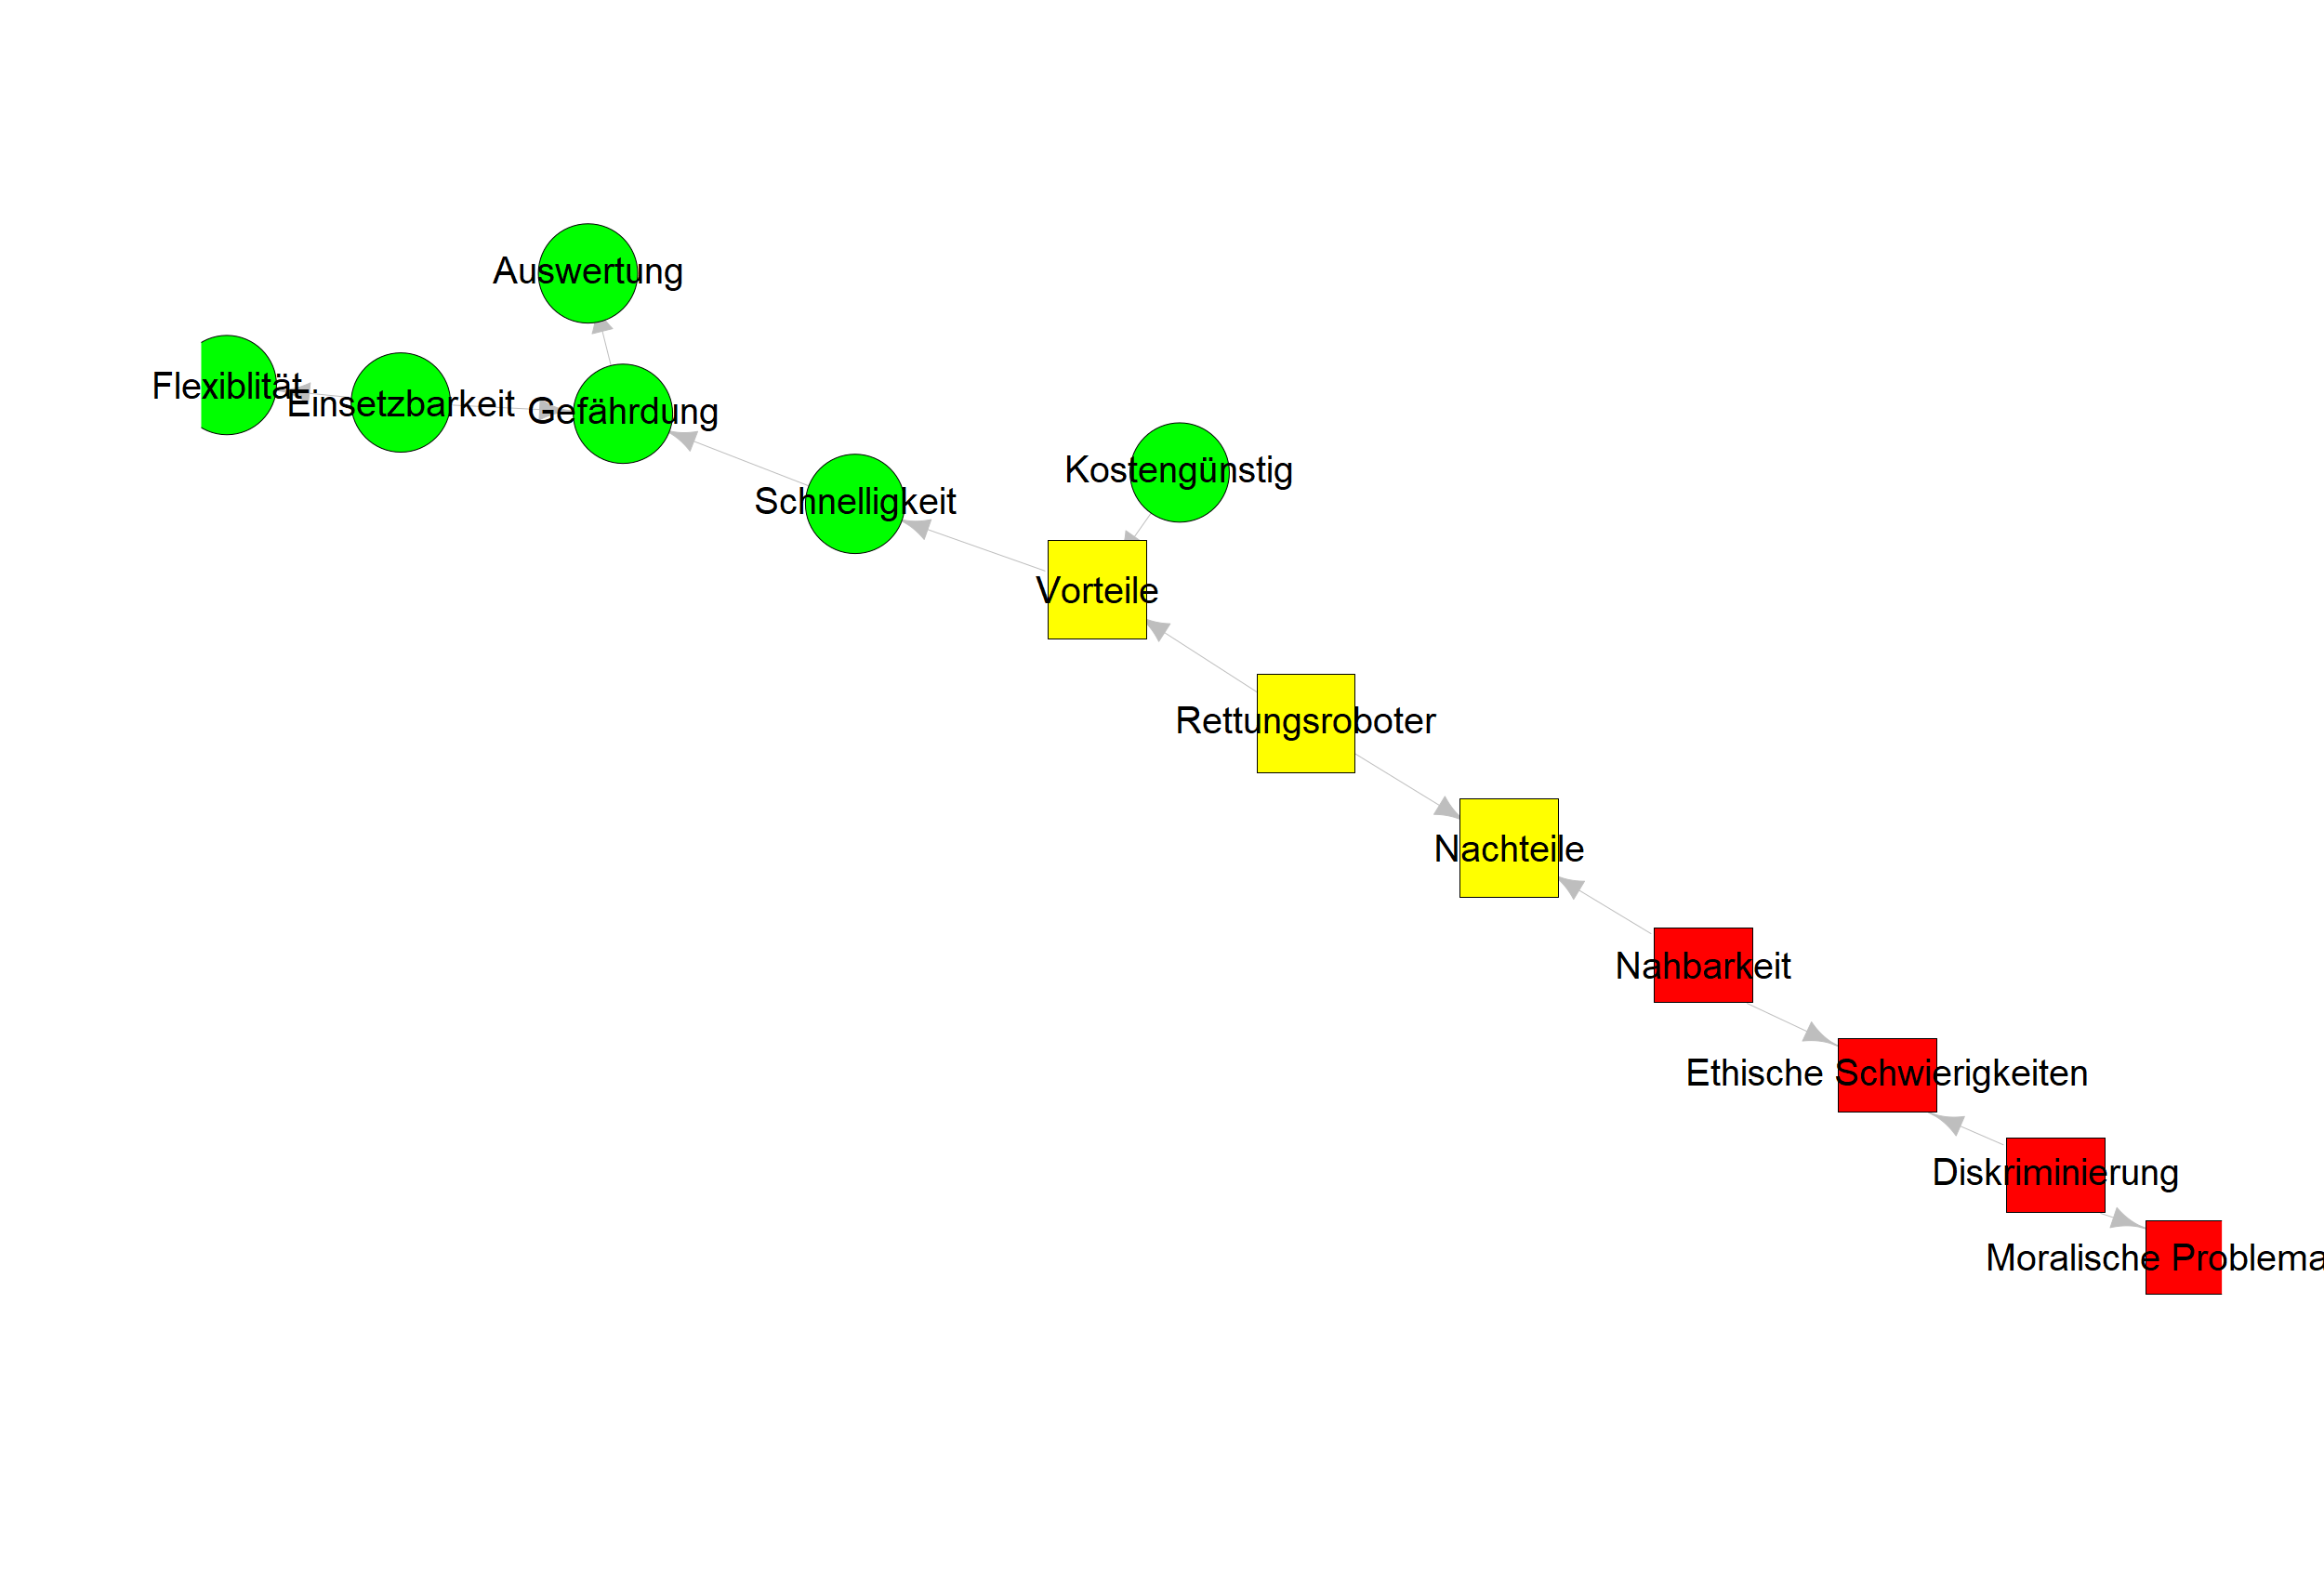 Auswertung
Flexiblität
Einsetzbarkeit
Gefährdung
Kostengünstig
Schnelligkeit
Vorteile
Rettungsroboter
Nachteile
Nahbarkeit
Ethische Schwierigkeiten
Diskriminierung
Moralische Problema